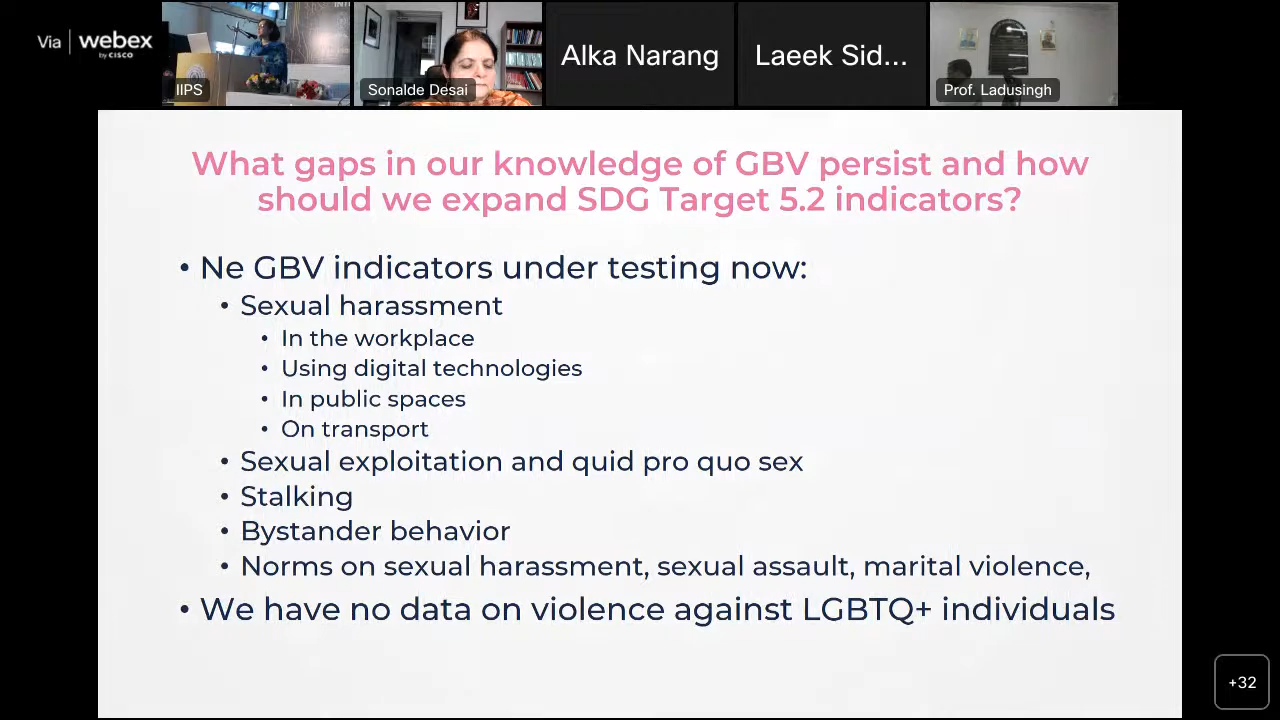 Via webex
by CISCO
IIPS
Sonalde Desai
Alka Narang
Laeek Sid...
Prof. Ladusingh
What gaps in our knowledge of GBV persist and how
should we expand SDG Target 5.2 indicators?
• Ne GBV indicators under testing now:
• Sexual harassment
• In the workplace
• Using digital technologies
• In public spaces
• On transport
• Sexual exploitation and quid pro quo sex
• Stalking
• Bystander behavior
• Norms on sexual harassment, sexual assault, marital violence,
• We have no data on violence against LGBTQ+ individuals
+32